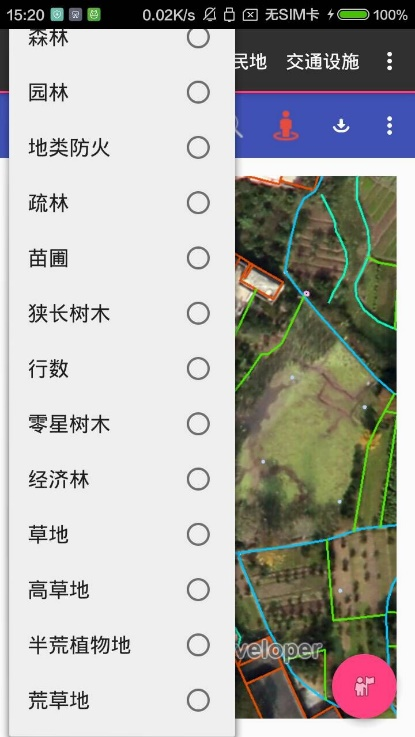 15:20 0.02K/s 无SIM卡 100%
民地 交通设施
森林
园林
地类防火
疏林
苗圃
狭长树木
行数
零星树木
经济林
草地
高草地
半荒植物地
荒草地
veloper